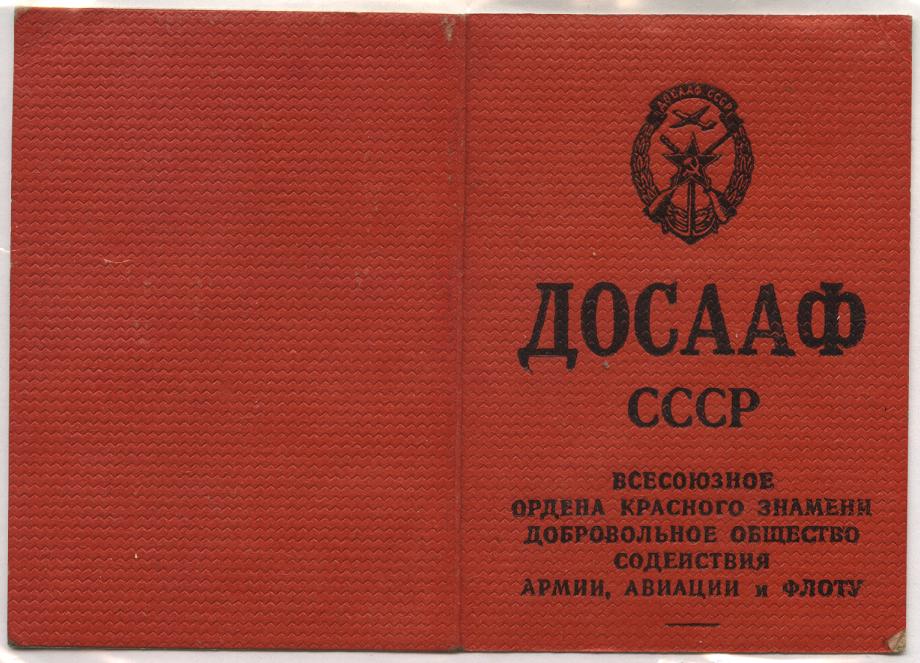 ДОСААФ СССР
ДОСААФ
СССР
ВСЕСОЮЗНОЕ
ОРДЕНА КРАСНОГО ЗНАМЕНИ
ДОБРОВОЛЬНОЕ ОБЩЕСТВО
СОДЕЙСТВИЯ
АРМИИ, АВИАЦИИ и ФЛОТУ